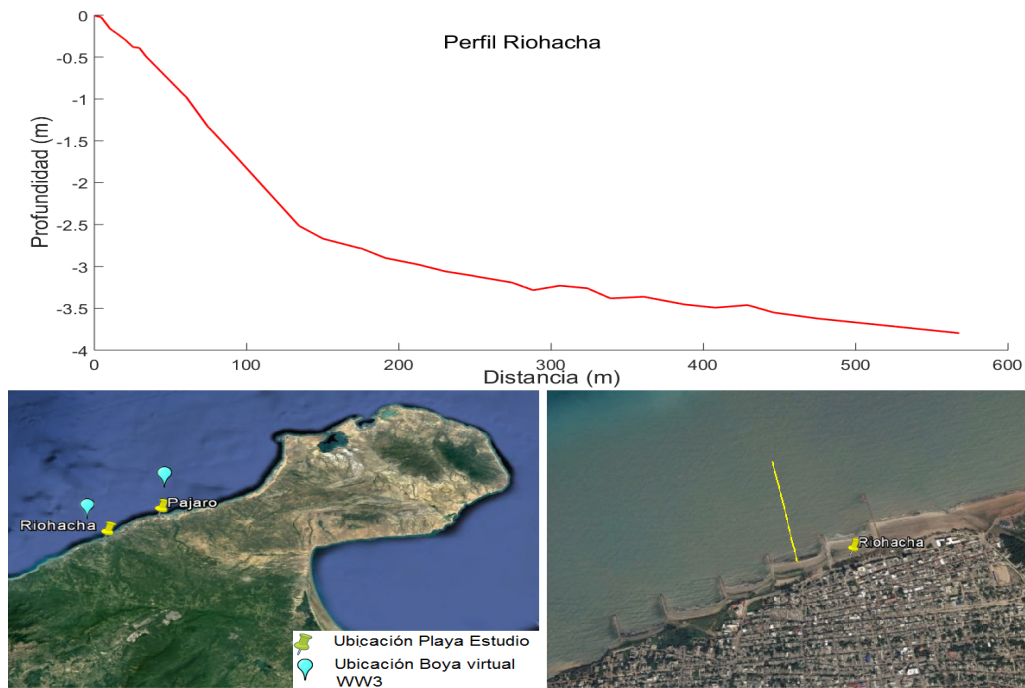 Perfil Riohacha
Profundidad (m)
0
-0.5
-1
-1.5
-2
-2.5
-3
-3.5
-4
0 100 200 300 400 500 600
Distancia (m)
Pajaro
Riohacha
Ubicación Playa Estudio
Ubicación Boya virtual
WW3
Riohacha